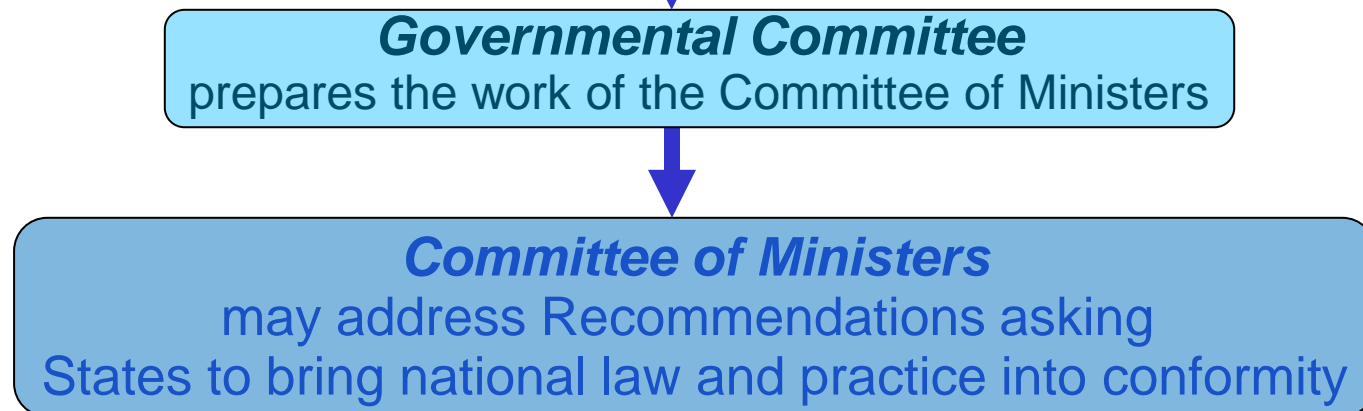 Governmental Committee
prepares the work of the Committee of Ministers
Committee of Ministers
may address Recommendations asking
States to bring national law and practice into conformity